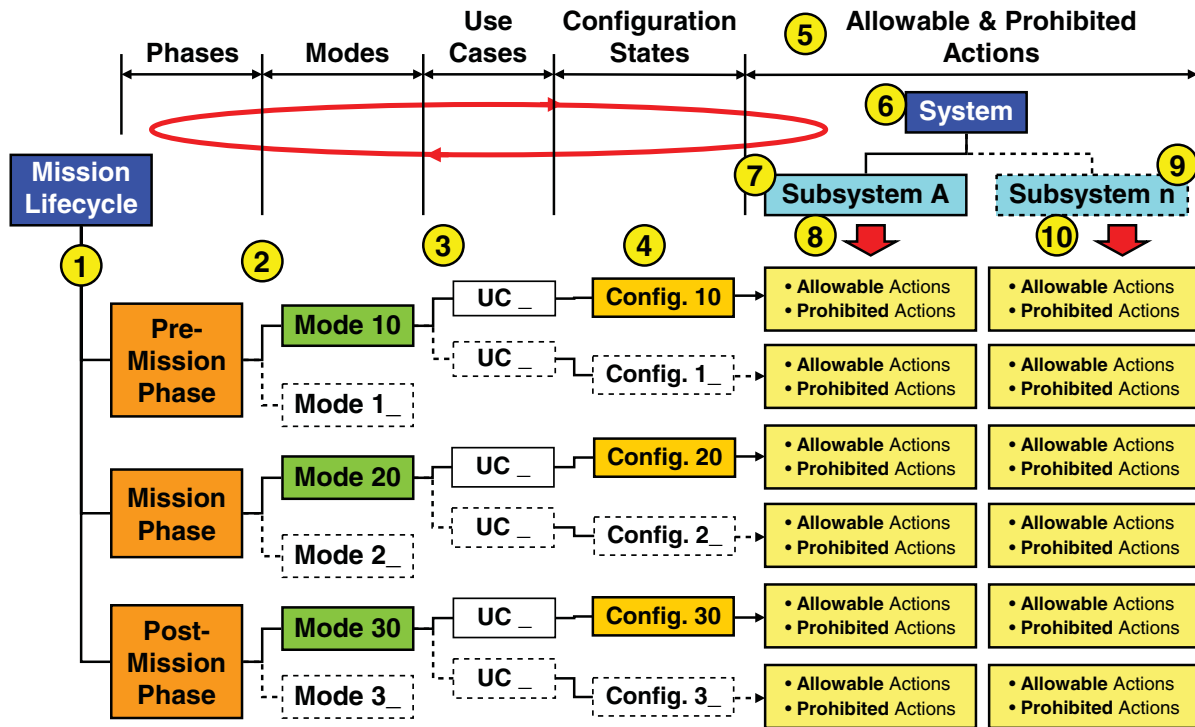 Phases
Modes
Use
Cases
Configuration
States
5
Allowable & Prohibited
Actions
6
System
Mission
Lifecycle
7
Subsystem A
9
Subsystem n
1
2
3
4
8
10
Pre-
Mission
Phase
Mode 10
Mode 1_
UC _
UC _
Config. 10
Config. 1_
• Allowable Actions
• Prohibited Actions
• Allowable Actions
• Prohibited Actions
• Allowable Actions
• Prohibited Actions
• Allowable Actions
• Prohibited Actions
Mission
Phase
Mode 20
Mode 2_
UC _
UC _
Config. 20
Config. 2_
• Allowable Actions
• Prohibited Actions
• Allowable Actions
• Prohibited Actions
• Allowable Actions
• Prohibited Actions
• Allowable Actions
• Prohibited Actions
Post-
Mission
Phase
Mode 30
Mode 3_
UC _
UC _
Config. 30
Config. 3_
• Allowable Actions
• Prohibited Actions
• Allowable Actions
• Prohibited Actions
• Allowable Actions
• Prohibited Actions
• Allowable Actions
• Prohibited Actions